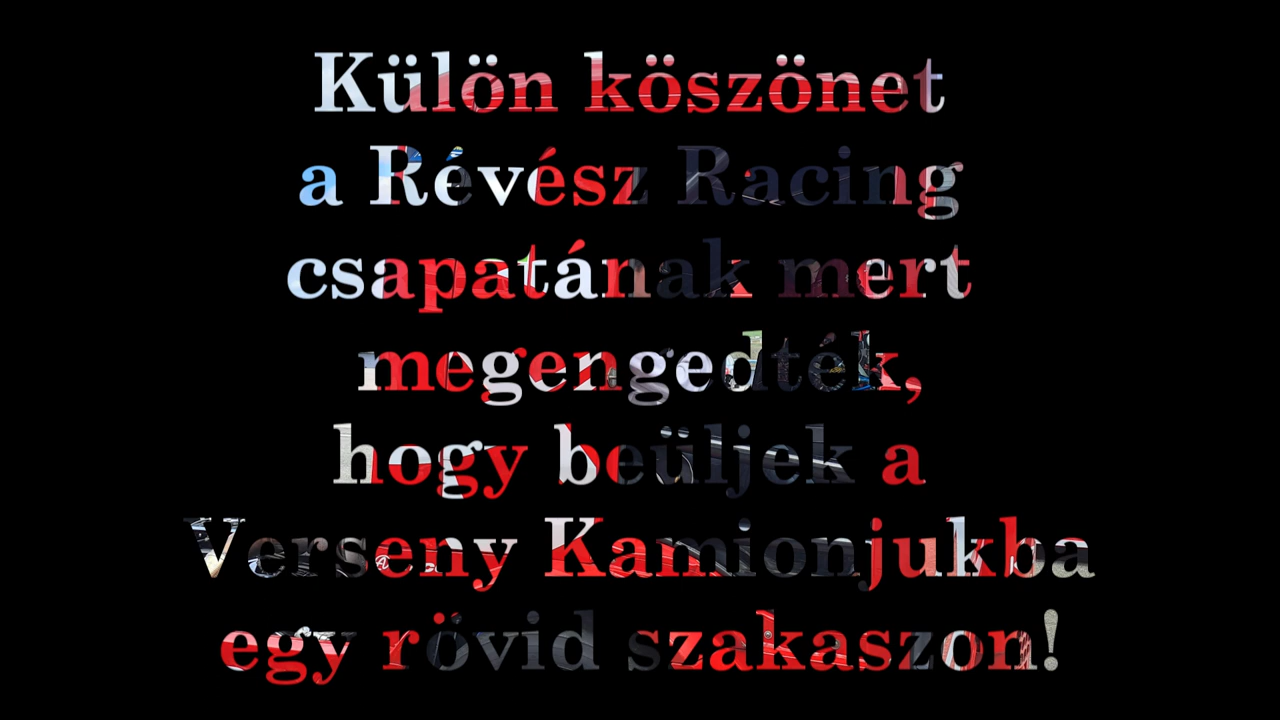 Külön köszönet
a Révész Racing
csapatának mert
megengedték,
hogy beüljek a
Verseny Kamionjukba
egy rövid szakaszon!